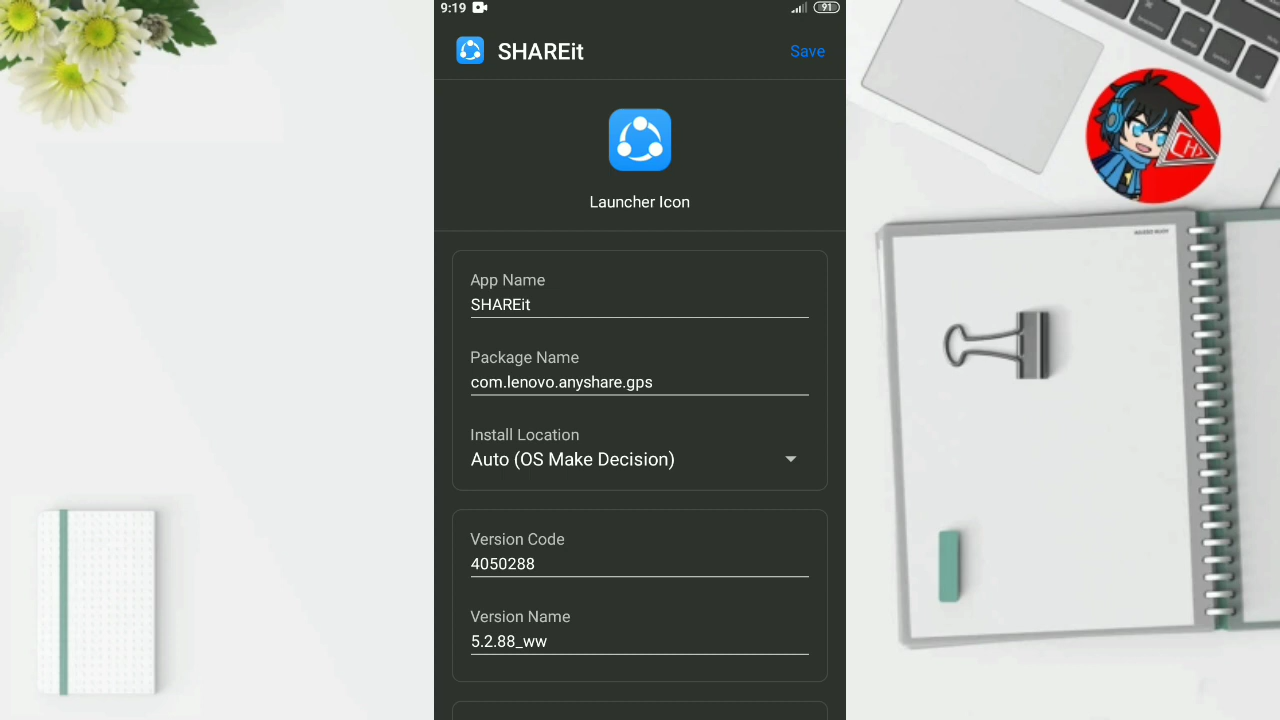 9:19
91
SHAREit
Save
Launcher Icon
App Name
SHAREit
Package Name
com.lenovo.anyshare.gps
Install Location
Auto (OS Make Decision)
Version Code
4050288
Version Name
5.2.88_ww